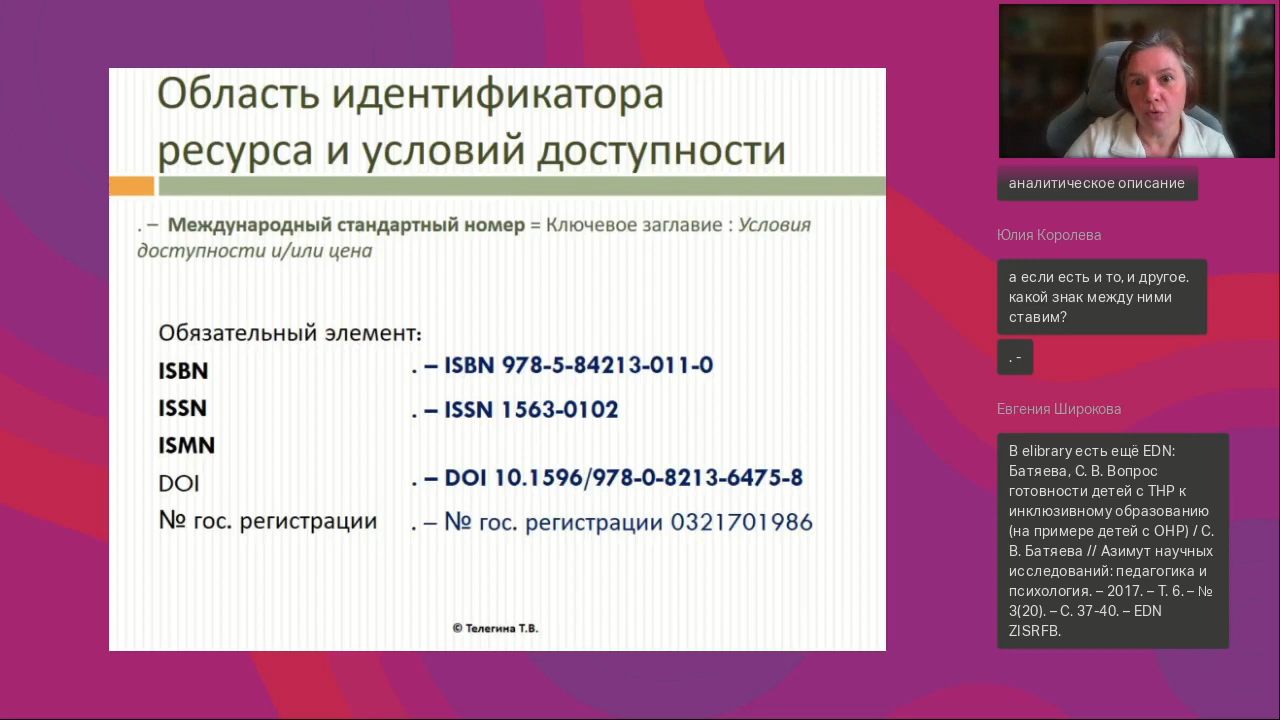 Область идентификатора
ресурса и условий доступности
. – Международный стандартный номер = Ключевое заглавие : Условия
доступности и/или цена
Обязательный элемент:
ISBN
. – ISBN 978-5-84213-011-0
ISSN
. – ISSN 1563-0102
ISMN
DOI
. – DOI 10.1596/978-0-8213-6475-8
№ гос. регистрации
. – № гос. регистрации 0321701986
© Телегина Т.В.
аналитическое описание
Юлия Королева
а если есть и то, и другое.
какой знак между ними
ставим?
. -
Евгения Широкова
В elibrary есть ещё EDN:
Батяева, С. В. Вопрос
готовности детей с ТНР к
инклюзивному образованию
(на примере детей с ОНР) / С.
В. Батяева // Азимут научных
исследований: педагогика и
психология. – 2017. – Т. 6. – №
3(20). – С. 37-40. – EDN
ZISRFB.